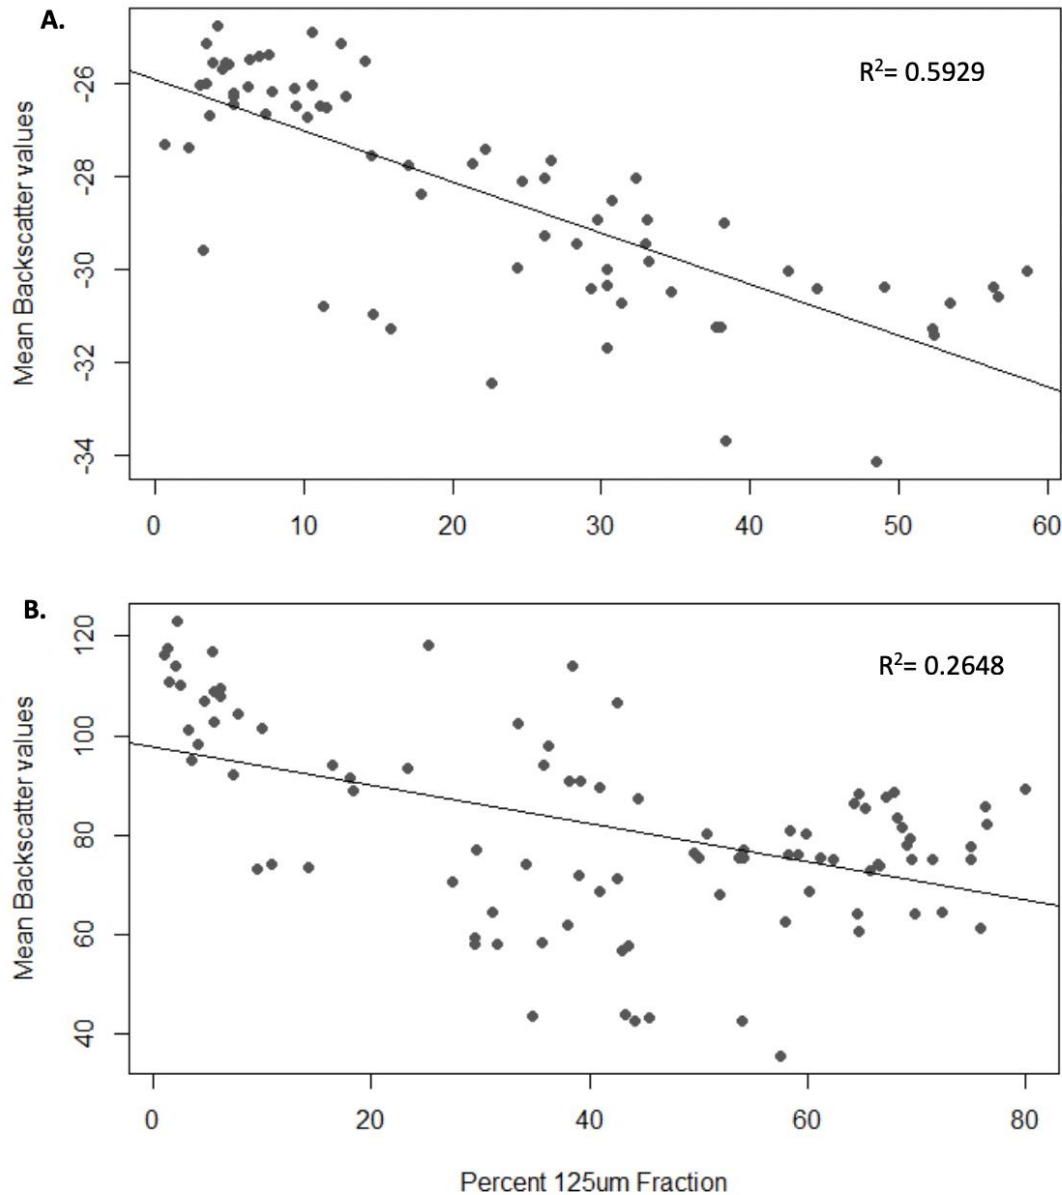 A.
R²= 0.5929
Mean Backscatter values
-26
-28
-30
-32
-34
0 10 20 30 40 50 60
B.
R²= 0.2648
Mean Backscatter values
120
100
80
60
40
0 20 40 60 80
Percent 125um Fraction